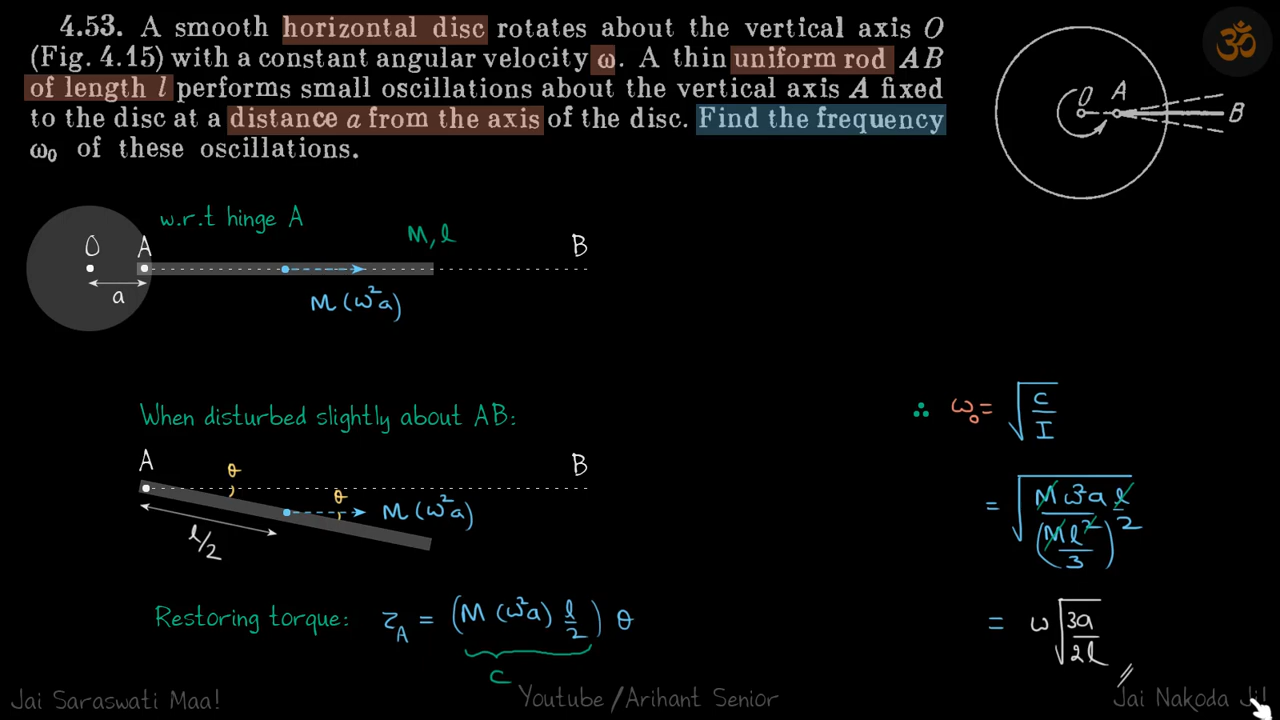 4.53. A smooth horizontal disc rotates about the vertical axis O
(Fig. 4.15) with a constant angular velocity ω. A thin uniform rod AB
of length l performs small oscillations about the vertical axis A fixed
to the disc at a distance a from the axis of the disc. Find the frequency
ω₀ of these oscillations.
ॐ
O A B
w.r.t hinge A
M, l
O A B
a
M(ω²a)
When disturbed slightly about AB:
A B
θ
θ
M(ω²a)
l/2
Restoring torque: τ_A = (M(ω²a) l/2) θ
C
∴ ω₀ = √(C/I)
= √(Mω²a l/2 / (Ml²/3))
= ω√(3a/2l)
Jai Saraswati Maa!
Youtube /Arihant Senior
Jai Nakoda Ji!